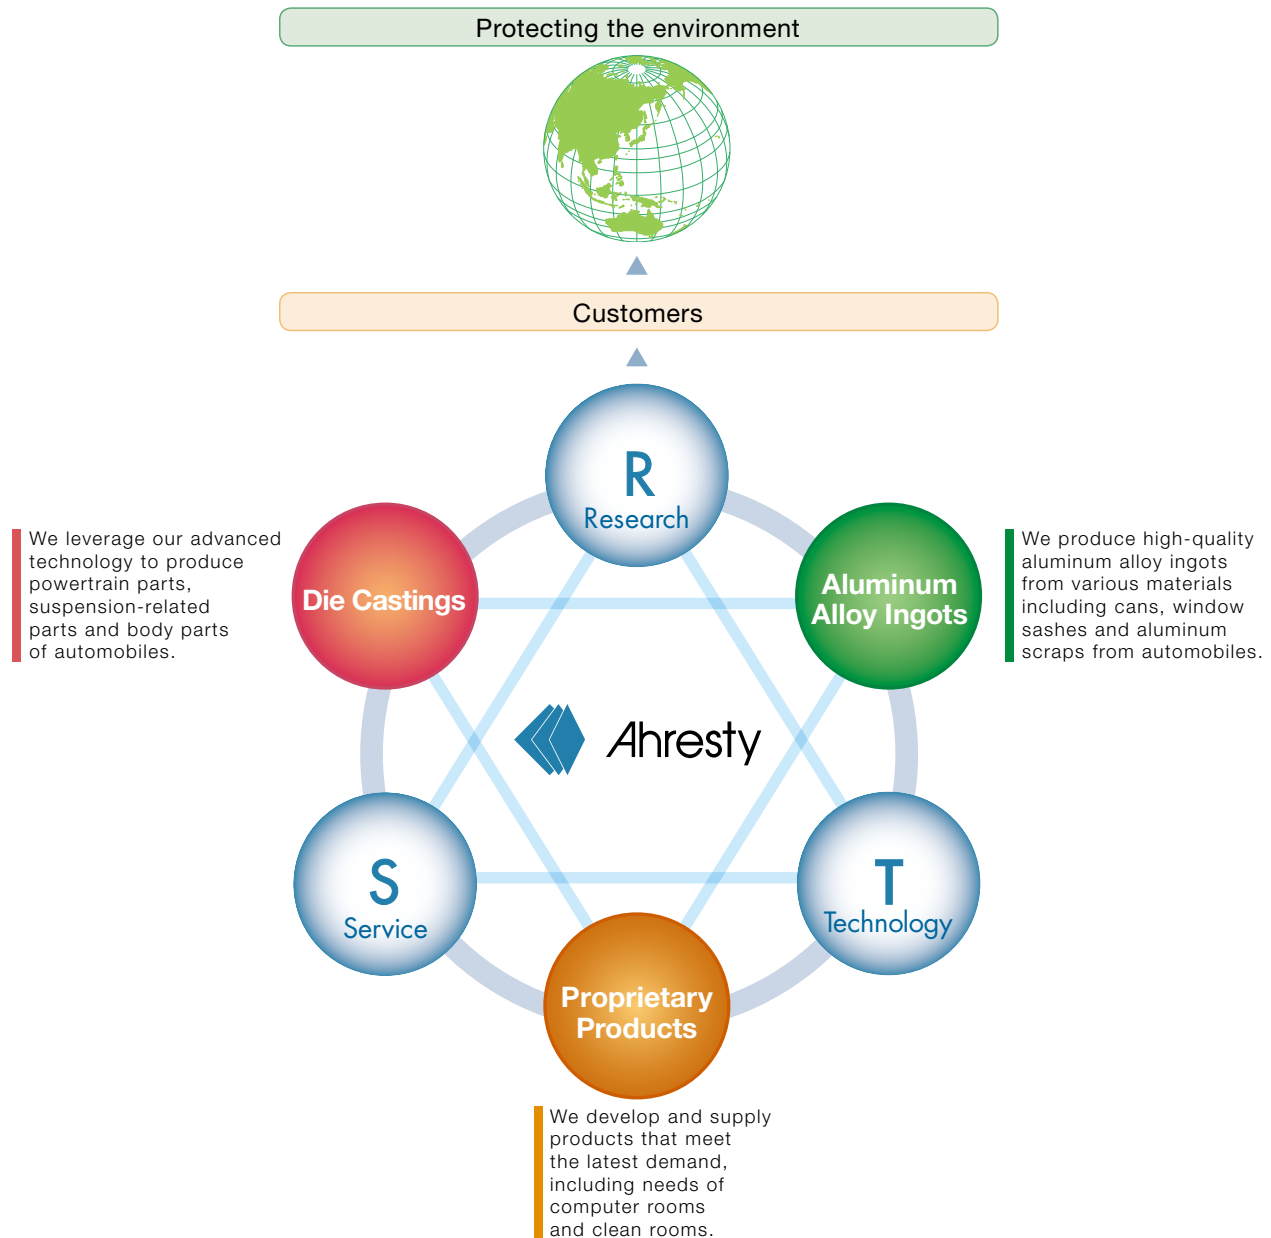 Protecting the environment
Customers
R
Research
Die Castings
We leverage our advanced
technology to produce
powertrain parts,
suspension-related
parts and body parts
of automobiles.
Aluminum
Alloy Ingots
We produce high-quality
aluminum alloy ingots
from various materials
including cans, window
sashes and aluminum
scraps from automobiles.
Ahresty
S
Service
T
Technology
Proprietary
Products
We develop and supply
products that meet
the latest demand,
including needs of
computer rooms
and clean rooms.